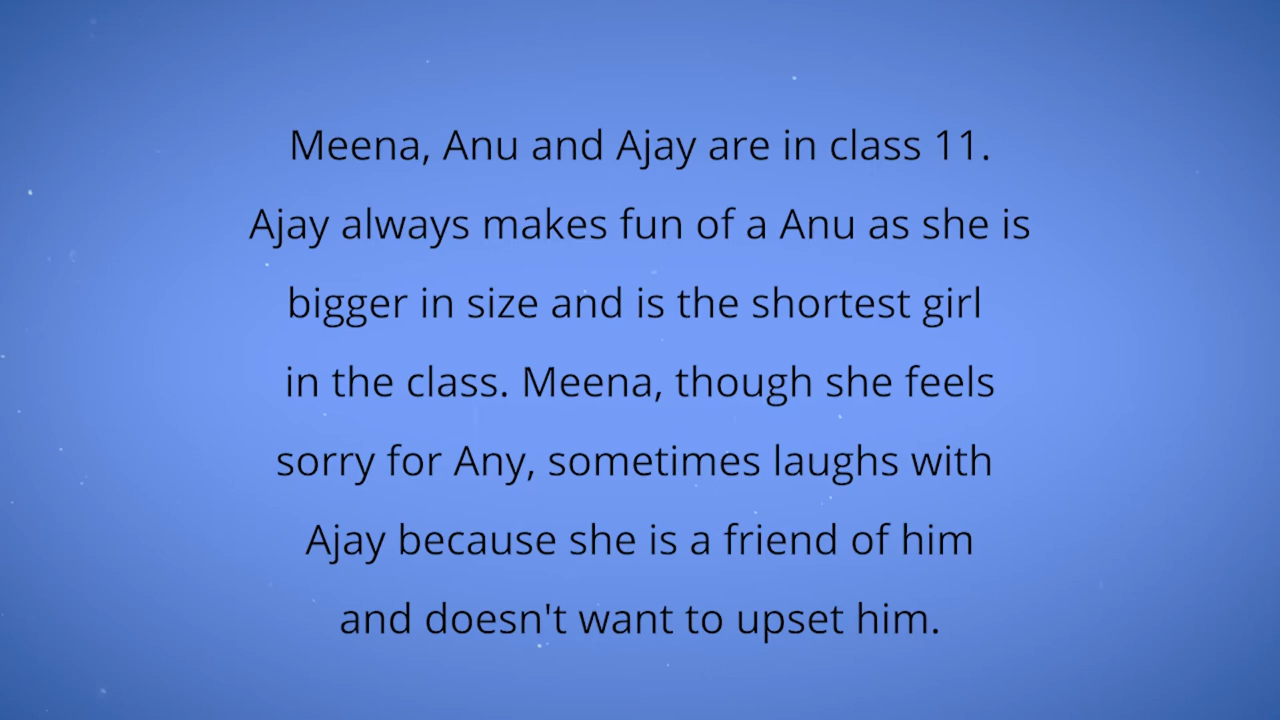 Meena, Anu and Ajay are in class 11.
Ajay always makes fun of a Anu as she is
bigger in size and is the shortest girl
in the class. Meena, though she feels
sorry for Any, sometimes laughs with
Ajay because she is a friend of him
and doesn't want to upset him.